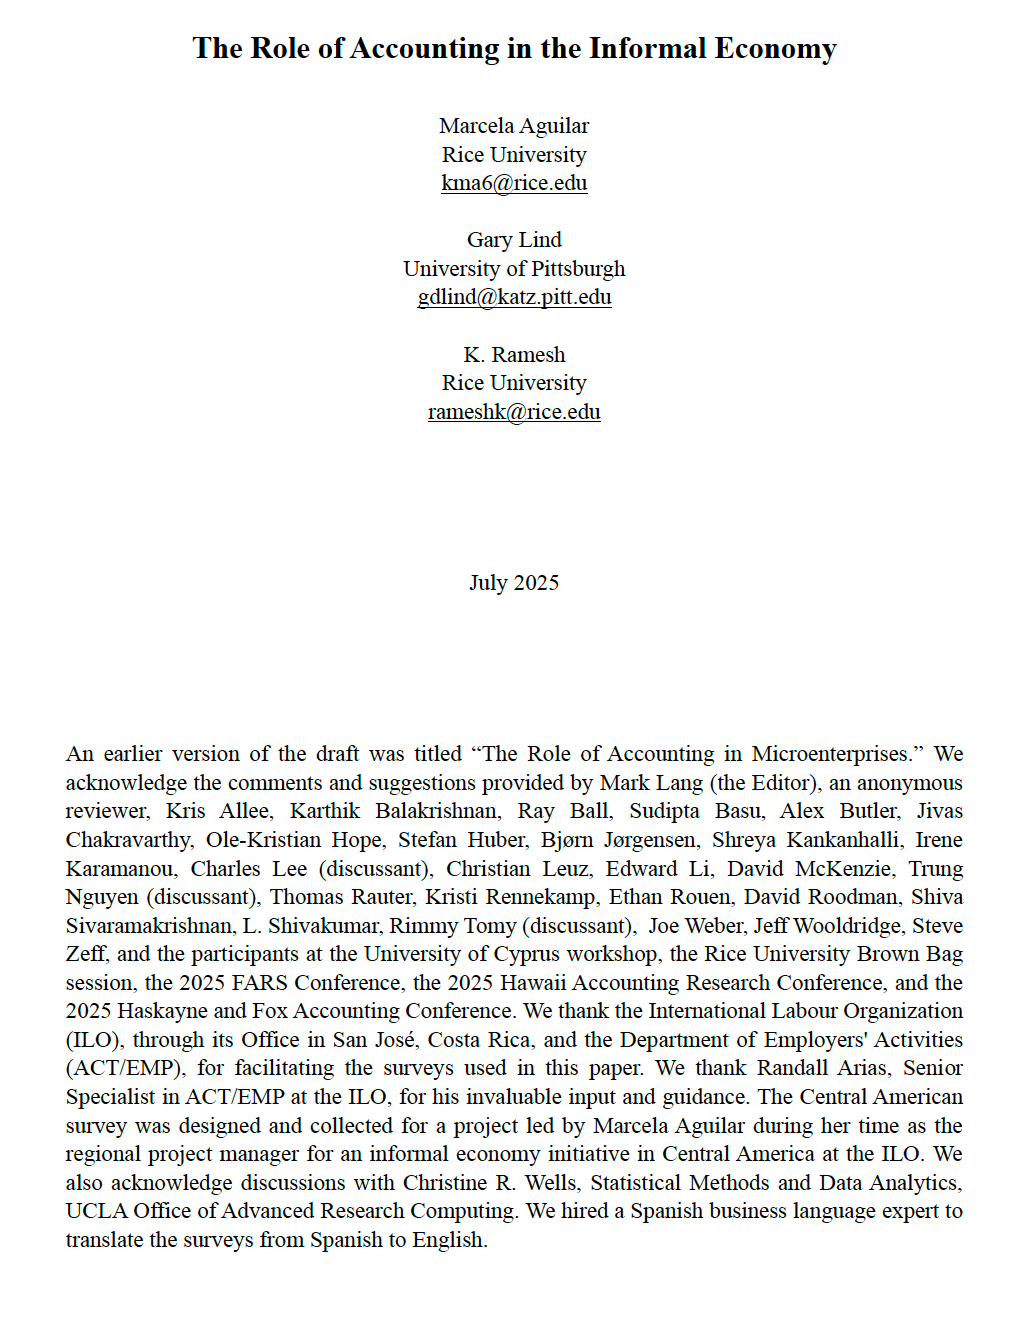 The Role of Accounting in the Informal Economy
Marcela Aguilar
Rice University
kma6@rice.edu
Gary Lind
University of Pittsburgh
gdlind@katz.pitt.edu
K. Ramesh
Rice University
rameshk@rice.edu
July 2025
An earlier version of the draft was titled “The Role of Accounting in Microenterprises.” We
acknowledge the comments and suggestions provided by Mark Lang (the Editor), an anonymous
reviewer, Kris Allee, Karthik Balakrishnan, Ray Ball, Sudipta Basu, Alex Butler, Jivas
Chakravarthy, Ole-Kristian Hope, Stefan Huber, Bjørn Jørgensen, Shreya Kankanhalli, Irene
Karamanou, Charles Lee (discussant), Christian Leuz, Edward Li, David McKenzie, Trung
Nguyen (discussant), Thomas Rauter, Kristi Rennekamp, Ethan Rouen, David Roodman, Shiva
Sivaramakrishnan, L. Shivakumar, Rimmy Tomy (discussant), Joe Weber, Jeff Wooldridge, Steve
Zeff, and the participants at the University of Cyprus workshop, the Rice University Brown Bag
session, the 2025 FARS Conference, the 2025 Hawaii Accounting Research Conference, and the
2025 Haskayne and Fox Accounting Conference. We thank the International Labour Organization
(ILO), through its Office in San José, Costa Rica, and the Department of Employers' Activities
(ACT/EMP), for facilitating the surveys used in this paper. We thank Randall Arias, Senior
Specialist in ACT/EMP at the ILO, for his invaluable input and guidance. The Central American
survey was designed and collected for a project led by Marcela Aguilar during her time as the
regional project manager for an informal economy initiative in Central America at the ILO. We
also acknowledge discussions with Christine R. Wells, Statistical Methods and Data Analytics,
UCLA Office of Advanced Research Computing. We hired a Spanish business language expert to
translate the surveys from Spanish to English.